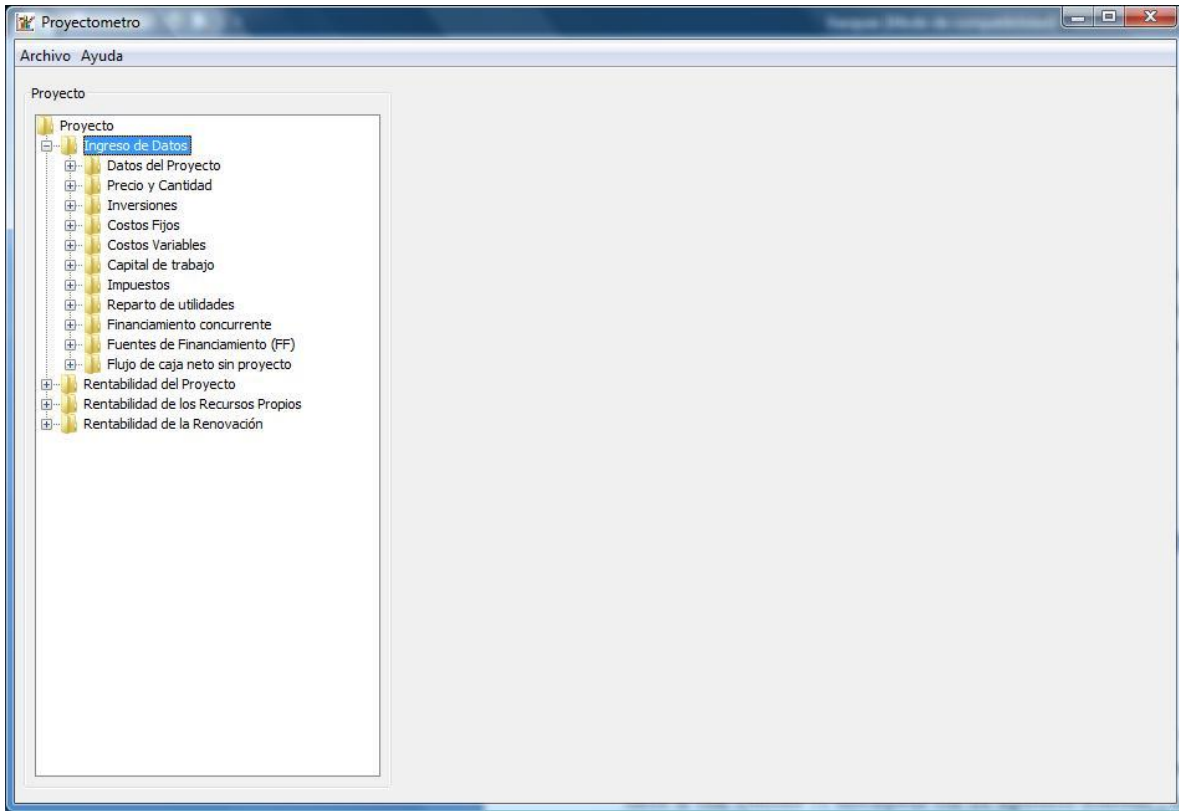 Proyectometro
Archivo Ayuda
Proyecto
Proyecto
Ingreso de Datos
Datos del Proyecto
Precio y Cantidad
Inversiones
Costos Fijos
Costos Variables
Capital de trabajo
Impuestos
Reparto de utilidades
Financiamiento concurrente
Fuentes de Financiamiento (FF)
Flujo de caja neto sin proyecto
Rentabilidad del Proyecto
Rentabilidad de los Recursos Propios
Rentabilidad de la Renovación